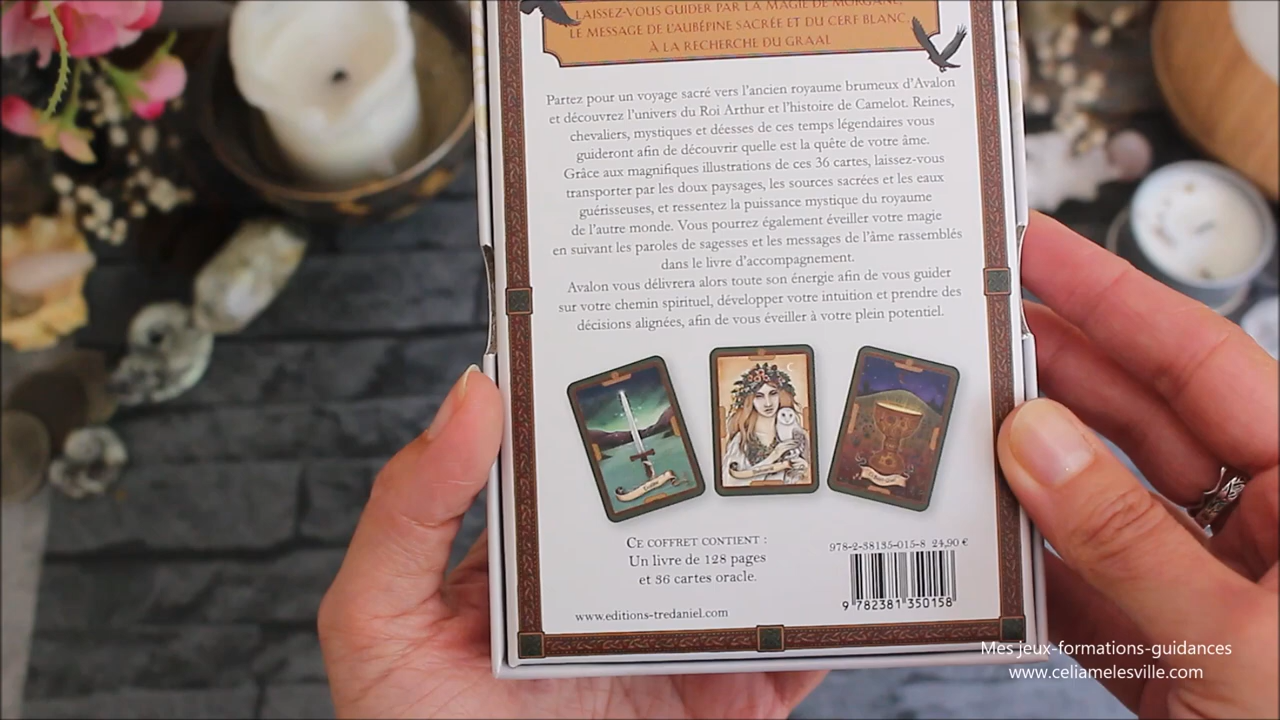 LAISSEZ-VOUS GUIDER PAR LA MAGIE DE MORGANE,
LE MESSAGE DE L'AUBÉPINE SACRÉE ET DU CERF BLANC,
À LA RECHERCHE DU GRAAL
Partez pour un voyage sacré vers l'ancien royaume brumeux d'Avalon
et découvrez l'univers du Roi Arthur et l'histoire de Camelot. Reines,
chevaliers, mystiques et déesses de ces temps légendaires vous
guideront afin de découvrir quelle est la quête de votre âme.
Grâce aux magnifiques illustrations de ces 36 cartes, laissez-vous
transporter par les doux paysages, les sources sacrées et les eaux
guérisseuses, et ressentez la puissance mystique du royaume
de l'autre monde. Vous pourrez également éveiller votre magie
en suivant les paroles de sagesses et les messages de l'âme rassemblés
dans le livre d'accompagnement.
Avalon vous délivrera alors toute son énergie afin de vous guider
sur votre chemin spirituel, développer votre intuition et prendre des
décisions alignées, afin de vous éveiller à votre plein potentiel.
CE COFFRET CONTIENT :
Un livre de 128 pages
et 36 cartes oracle.
978-2-38135-015-8 24,90 €
9 782381 350158
www.editions-tredaniel.com
Mes jeux-formations-guidances
www.celiamelesville.com